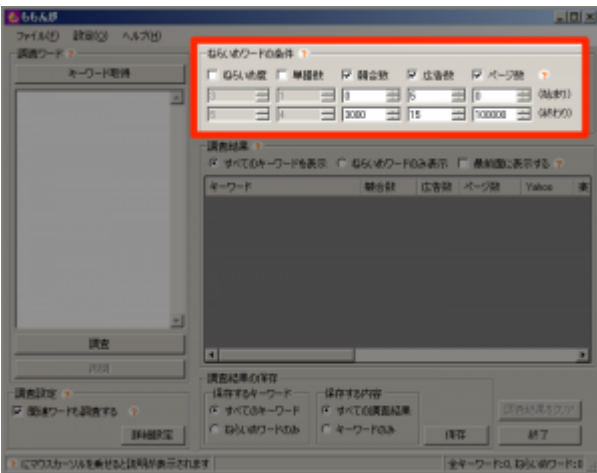 ももんが
ファイル(F) 設定(O) ヘルプ(H)
調査ワード ?
キーワード取得
ねらいめワードの条件 ?
ねらいめ度 単語数 競合数 広告数 ページ数 ?
3 1 0 5 0 (始まり)
5 4 3000 15 100000 (終わり)
調査結果 ?
すべてのキーワードを表示 ねらいめワードのみ表示 最前面に表示する ?
キーワード 競合数 広告数 ページ数 Yahoo
調査
調査結果の保存
保存するキーワード 保存する内容
調査設定 ?
すべてのキーワード すべての調査結果
関連ワードも調査する ?
調査結果をクリア
ねらいめワードのみ キーワードのみ
保存 終了
詳細設定
? にマウスカーソルを乗せると説明が表示されます
全キーワード:0, ねらいめワード:0